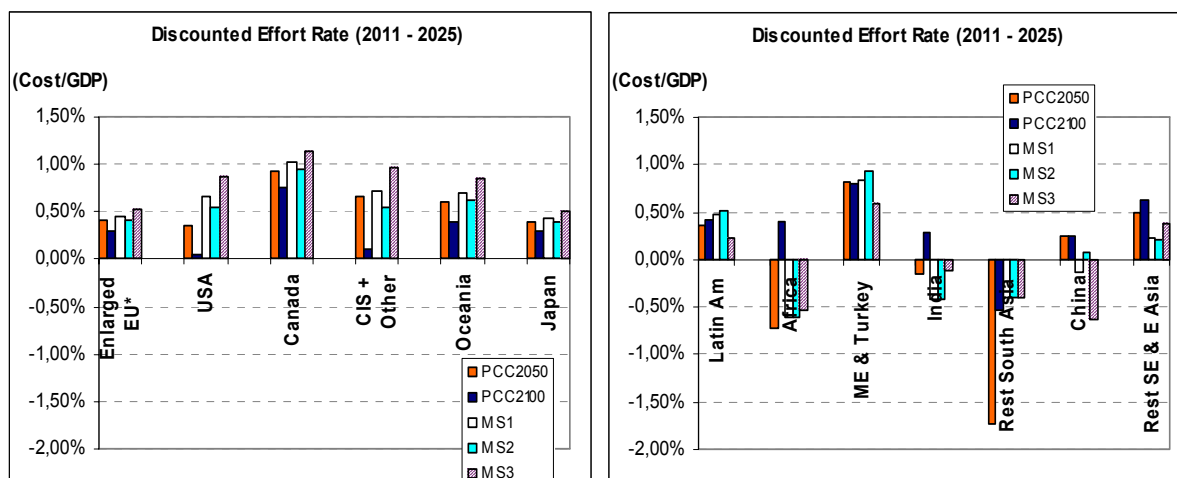 Discounted Effort Rate (2011 - 2025)
(Cost/GDP)
1,50%
1,00%
0,50%
0,00%
-0,50%
-1,00%
-1,50%
-2,00%
Enlarged
EU*
USA
Canada
CIS +
Other
Oceania
Japan
PCC2050
PCC2100
MS1
MS2
MS3
Discounted Effort Rate (2011 - 2025)
(Cost/GDP)
1,50%
1,00%
0,50%
0,00%
-0,50%
-1,00%
-1,50%
-2,00%
Latin Am
Africa
ME & Turkey
India
Rest South Asia
China
Rest SE & E Asia
PCC2050
PCC2100
MS1
MS2
MS3